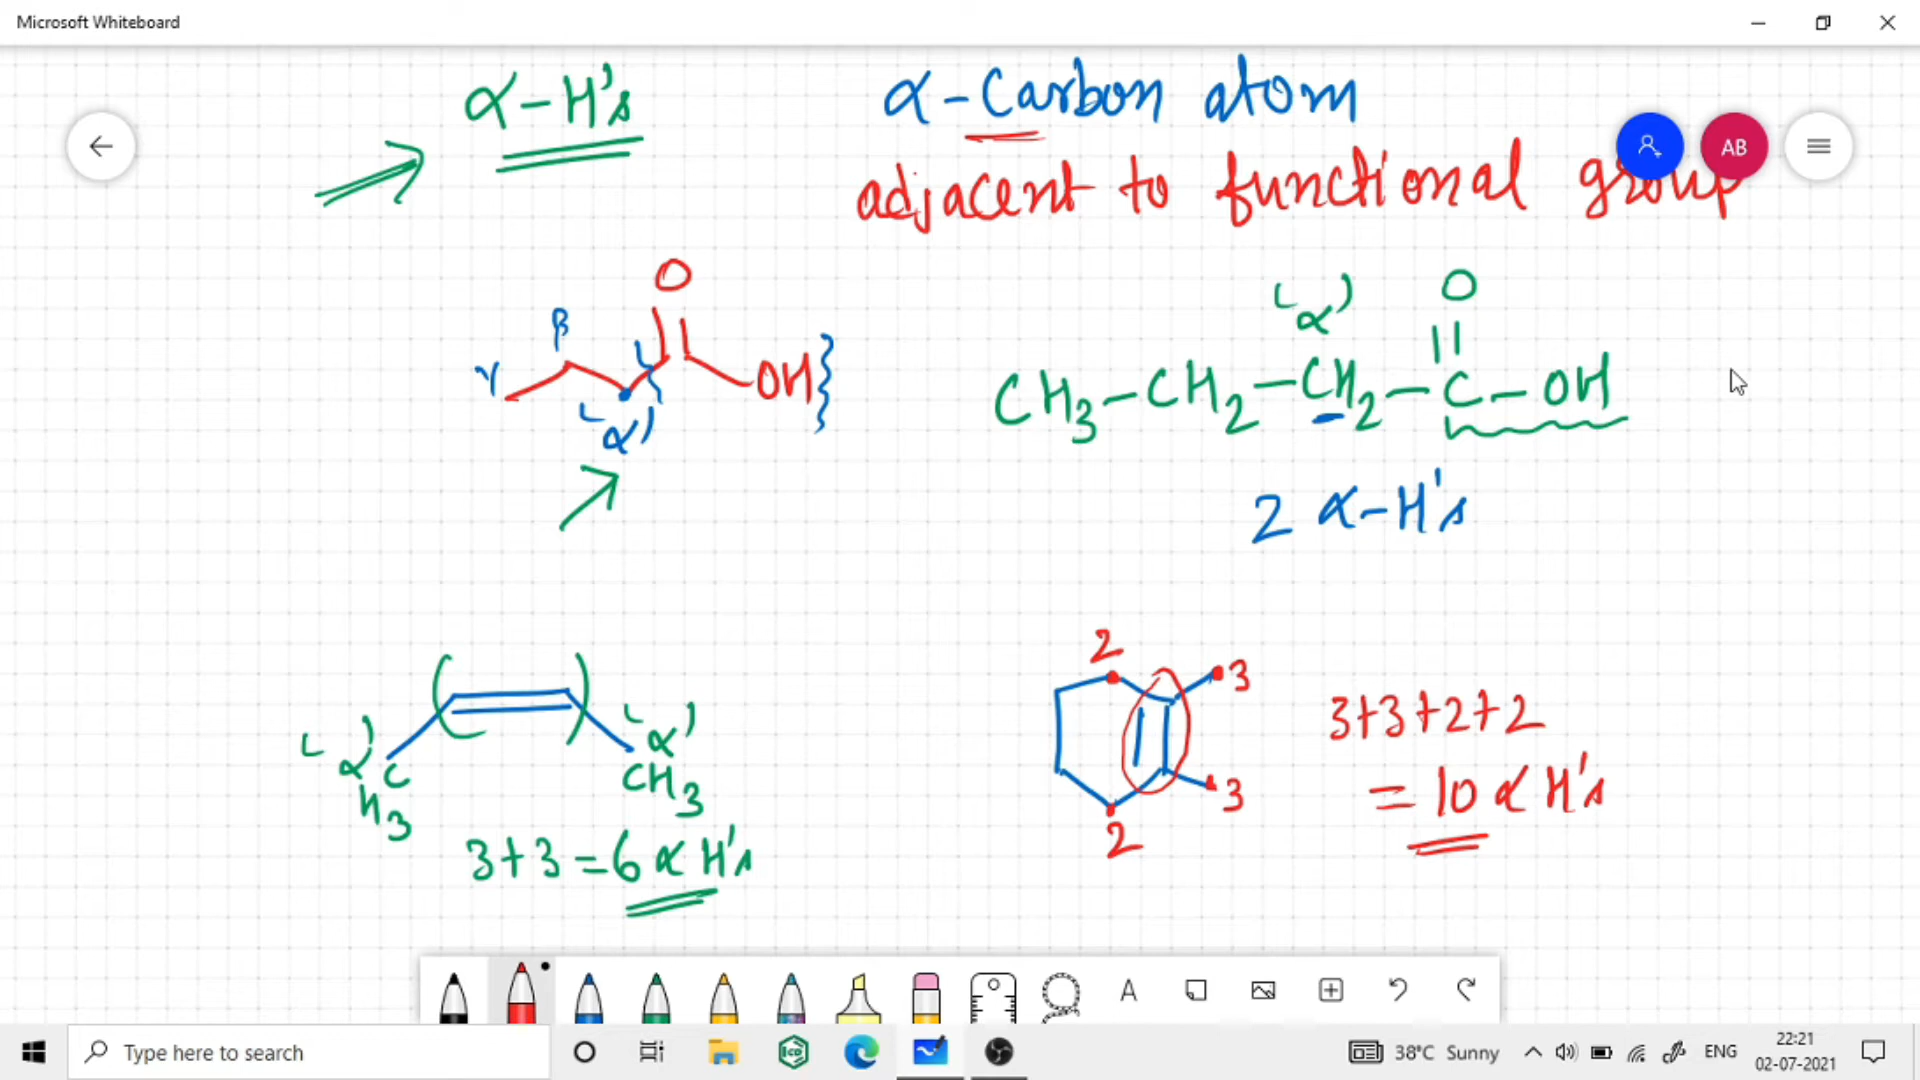 Microsoft Whiteboard
α-H's
α-Carbon atom
adjacent to functional group
AB
O
β
γ
OH}
(α)
(α)
O
CH3-CH2-CH2-C-OH
2 α-H's
(α)
CH3
(α)
CH3
3+3=6 α H's
2
3
3
2
3+3+2+2
=10 α H's
A
Type here to search
38°C Sunny
ENG
22:21
02-07-2021